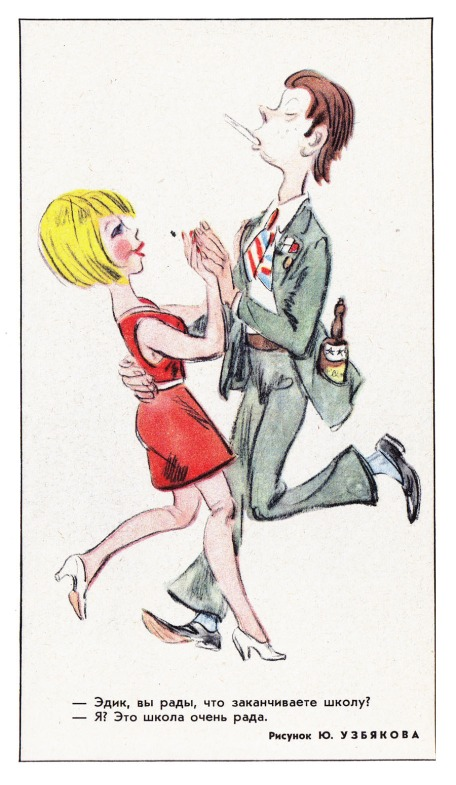 — Эдик, вы рады, что заканчиваете школу?
— Я? Это школа очень рада.
Рисунок Ю. УЗБЯКОВА